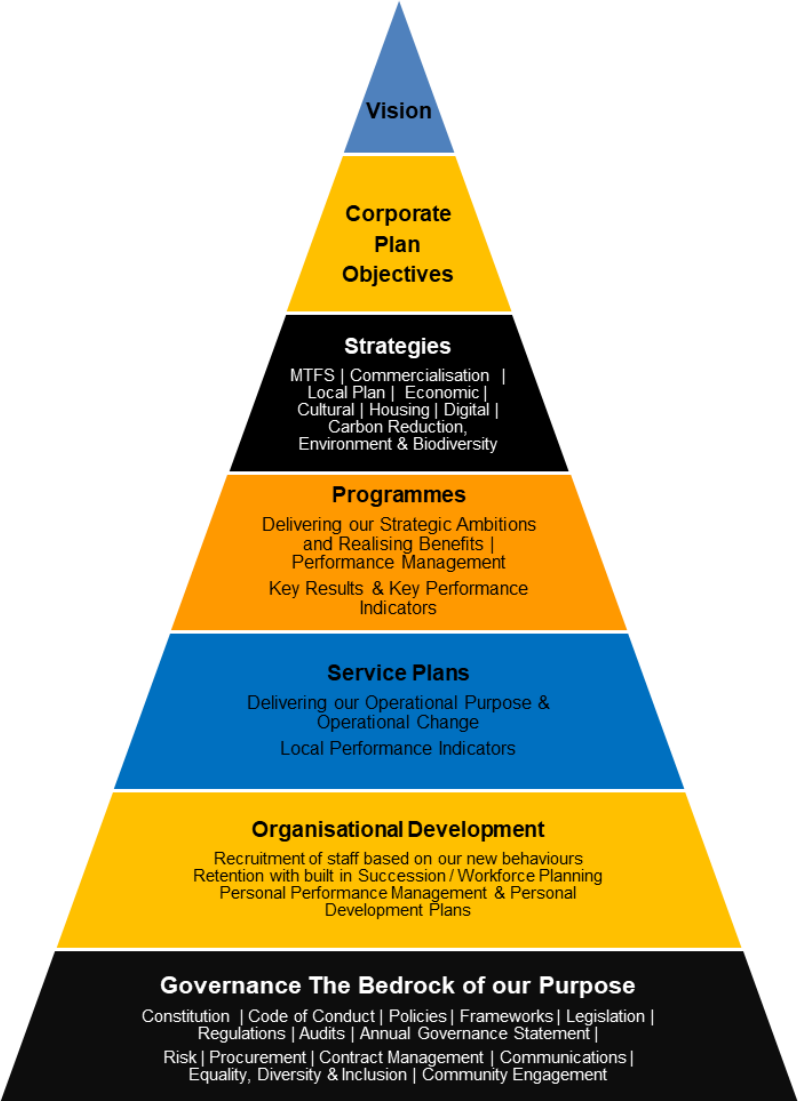 Vision
Corporate
Plan
Objectives
Strategies
MTFS | Commercialisation |
Local Plan | Economic |
Cultural | Housing | Digital |
Carbon Reduction,
Environment & Biodiversity
Programmes
Delivering our Strategic Ambitions
and Realising Benefits |
Performance Management
Key Results & Key Performance
Indicators
Service Plans
Delivering our Operational Purpose &
Operational Change
Local Performance Indicators
Organisational Development
Recruitment of staff based on our new behaviours
Retention with built in Succession / Workforce Planning
Personal Performance Management & Personal
Development Plans
Governance The Bedrock of our Purpose
Constitution | Code of Conduct | Policies | Frameworks | Legislation |
Regulations | Audits | Annual Governance Statement |
Risk | Procurement | Contract Management | Communications |
Equality, Diversity & Inclusion | Community Engagement